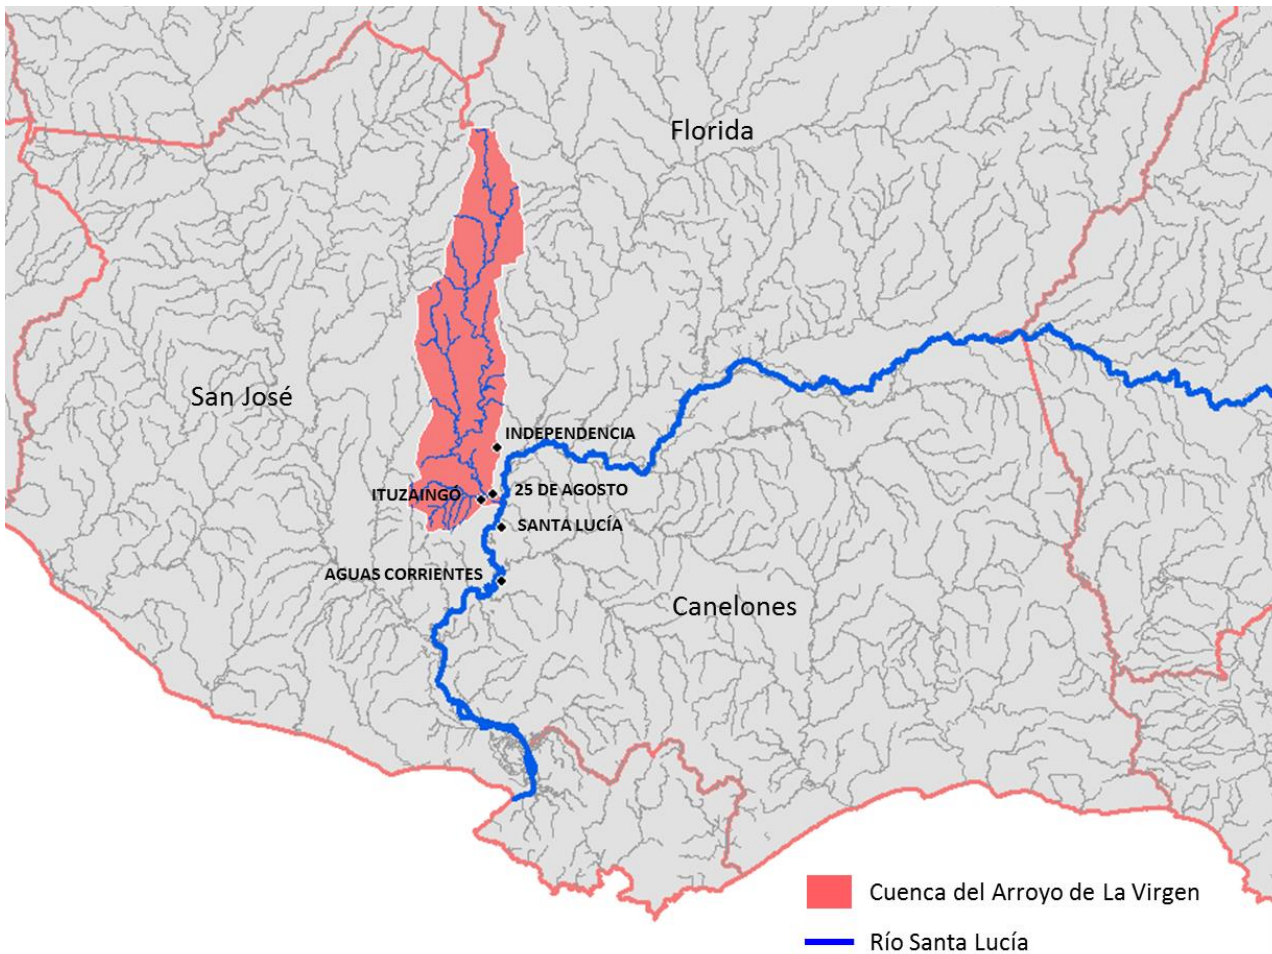 Florida
San José
INDEPENDENCIA
ITUZAINGÓ
25 DE AGOSTO
SANTA LUCÍA
AGUAS CORRIENTES
Canelones
Cuenca del Arroyo de La Virgen
Río Santa Lucía